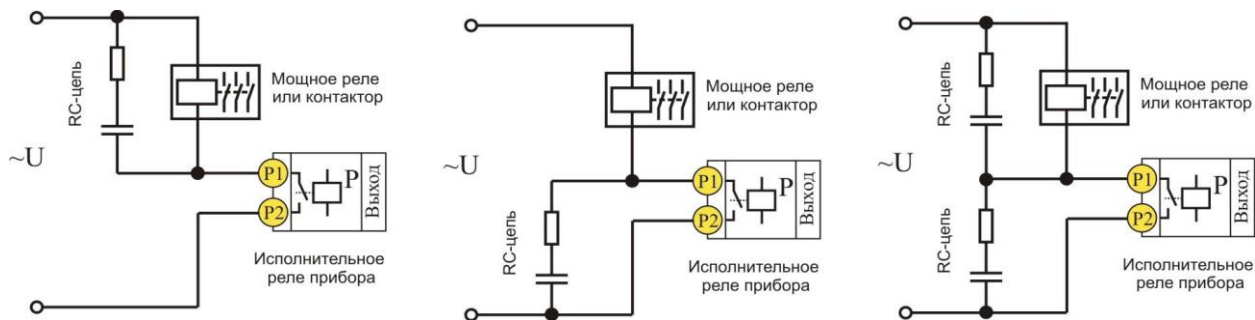 RC-цепь
Мощное реле
или контактор
~U
P1
P
P2
Выход
Исполнительное
реле прибора
Мощное реле
или контактор
~U
P1
P
P2
Выход
RC-цепь
Исполнительное
реле прибора
RC-цепь
Мощное реле
или контактор
~U
P1
P
P2
Выход
RC-цепь
Исполнительное
реле прибора